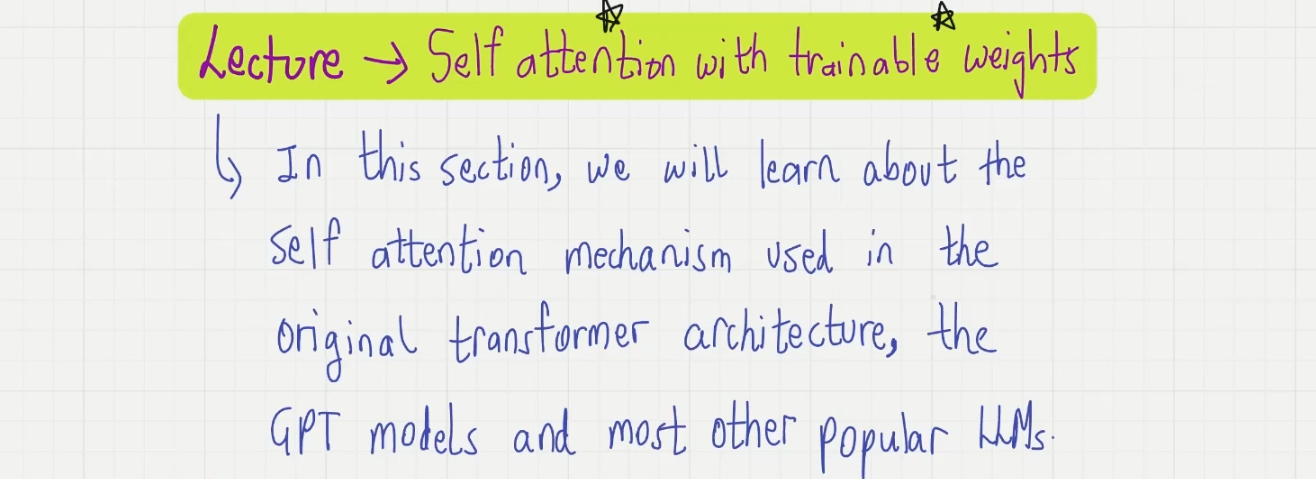 Lecture → Self attention with trainable weights
↳ In this section, we will learn about the
self attention mechanism used in the
original transformer architecture, the
GPT models and most other popular LLMs.